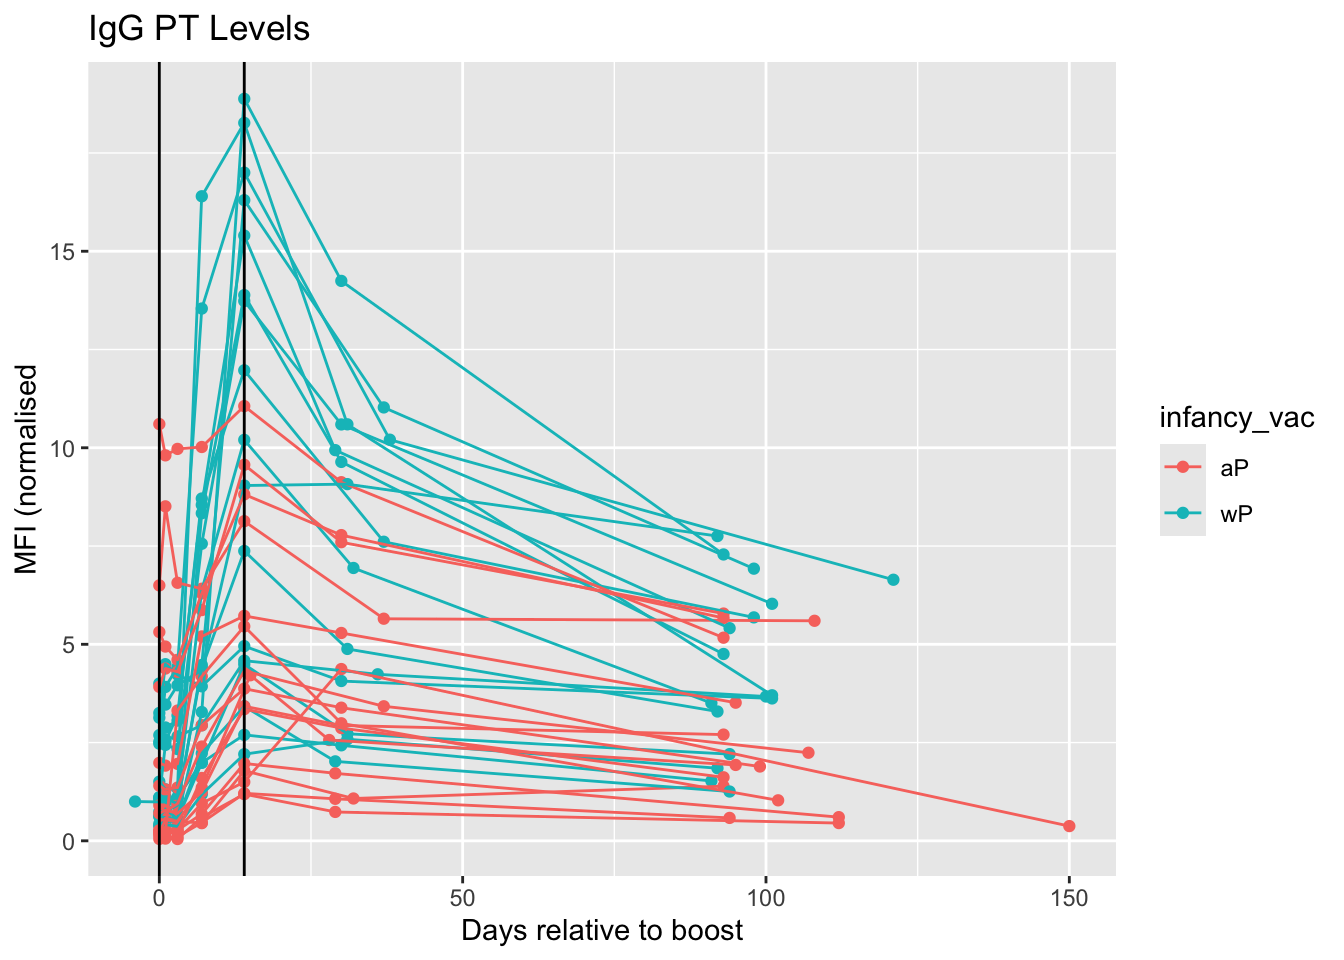 IgG PT Levels
MFI (normalised
15
10
5
0
0
50
100
150
Days relative to boost
infancy_vac
aP
wP